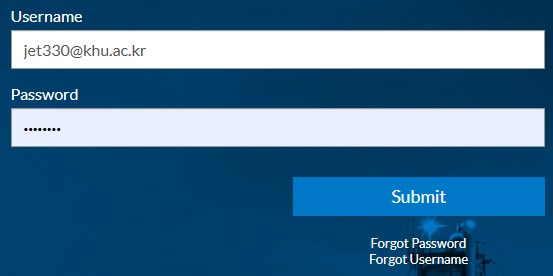 Username
jet330@khu.ac.kr
Password
••••••••
Submit
Forgot Password
Forgot Username